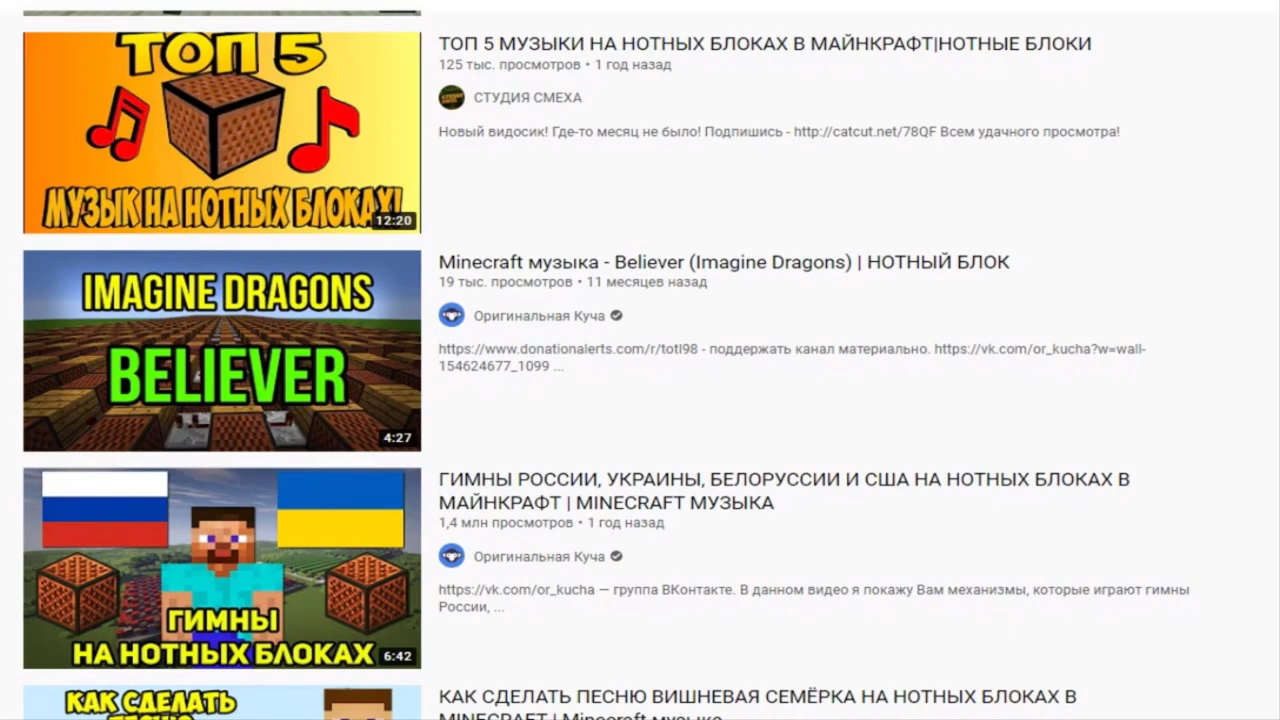 ТОП 5
МУЗЫК НА НОТНЫХ БЛОКАХ!
12:20
ТОП 5 МУЗЫКИ НА НОТНЫХ БЛОКАХ В МАЙНКРАФТ|НОТНЫЕ БЛОКИ
125 тыс. просмотров • 1 год назад
СТУДИЯ СМЕХА
Новый видосик! Где-то месяц не было! Подпишись - http://catcut.net/78QF Всем удачного просмотра!
IMAGINE DRAGONS
BELIEVER
4:27
Minecraft музыка - Believer (Imagine Dragons) | НОТНЫЙ БЛОК
19 тыс. просмотров • 11 месяцев назад
Оригинальная Куча
https://www.donationalerts.com/r/totl98 - поддержать канал материально. https://vk.com/or_kucha?w=wall-
154624677_1099 ...
ГИМНЫ
НА НОТНЫХ БЛОКАХ
6:42
ГИМНЫ РОССИИ, УКРАИНЫ, БЕЛОРУССИИ И США НА НОТНЫХ БЛОКАХ В
МАЙНКРАФТ | MINECRAFT МУЗЫКА
1,4 млн просмотров • 1 год назад
Оригинальная Куча
https://vk.com/or_kucha — группа ВКонтакте. В данном видео я покажу Вам механизмы, которые играют гимны
России, ...
КАК СДЕЛАТЬ
ПЕСНЮ
КАК СДЕЛАТЬ ПЕСНЮ ВИШНЕВАЯ СЕМЁРКА НА НОТНЫХ БЛОКАХ В
MINECRAFT | Minecraft музыка